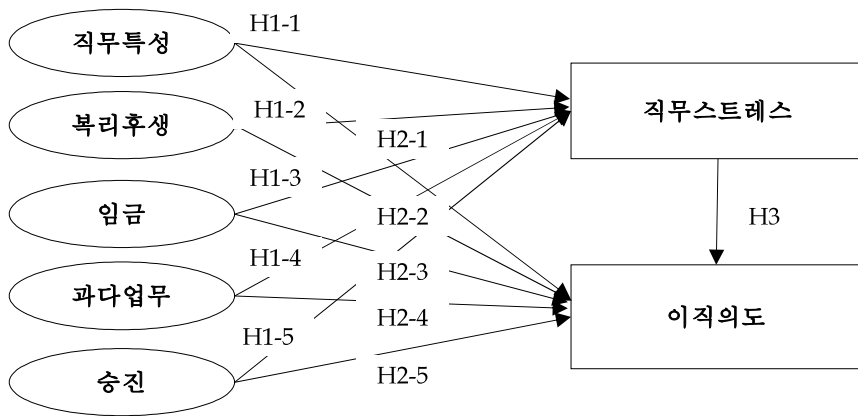 직무특성
복리후생
임금
과다업무
승진
H1-1
H1-2
H1-3
H1-4
H1-5
H2-1
H2-2
H2-3
H2-4
H2-5
직무스트레스
H3
이직의도